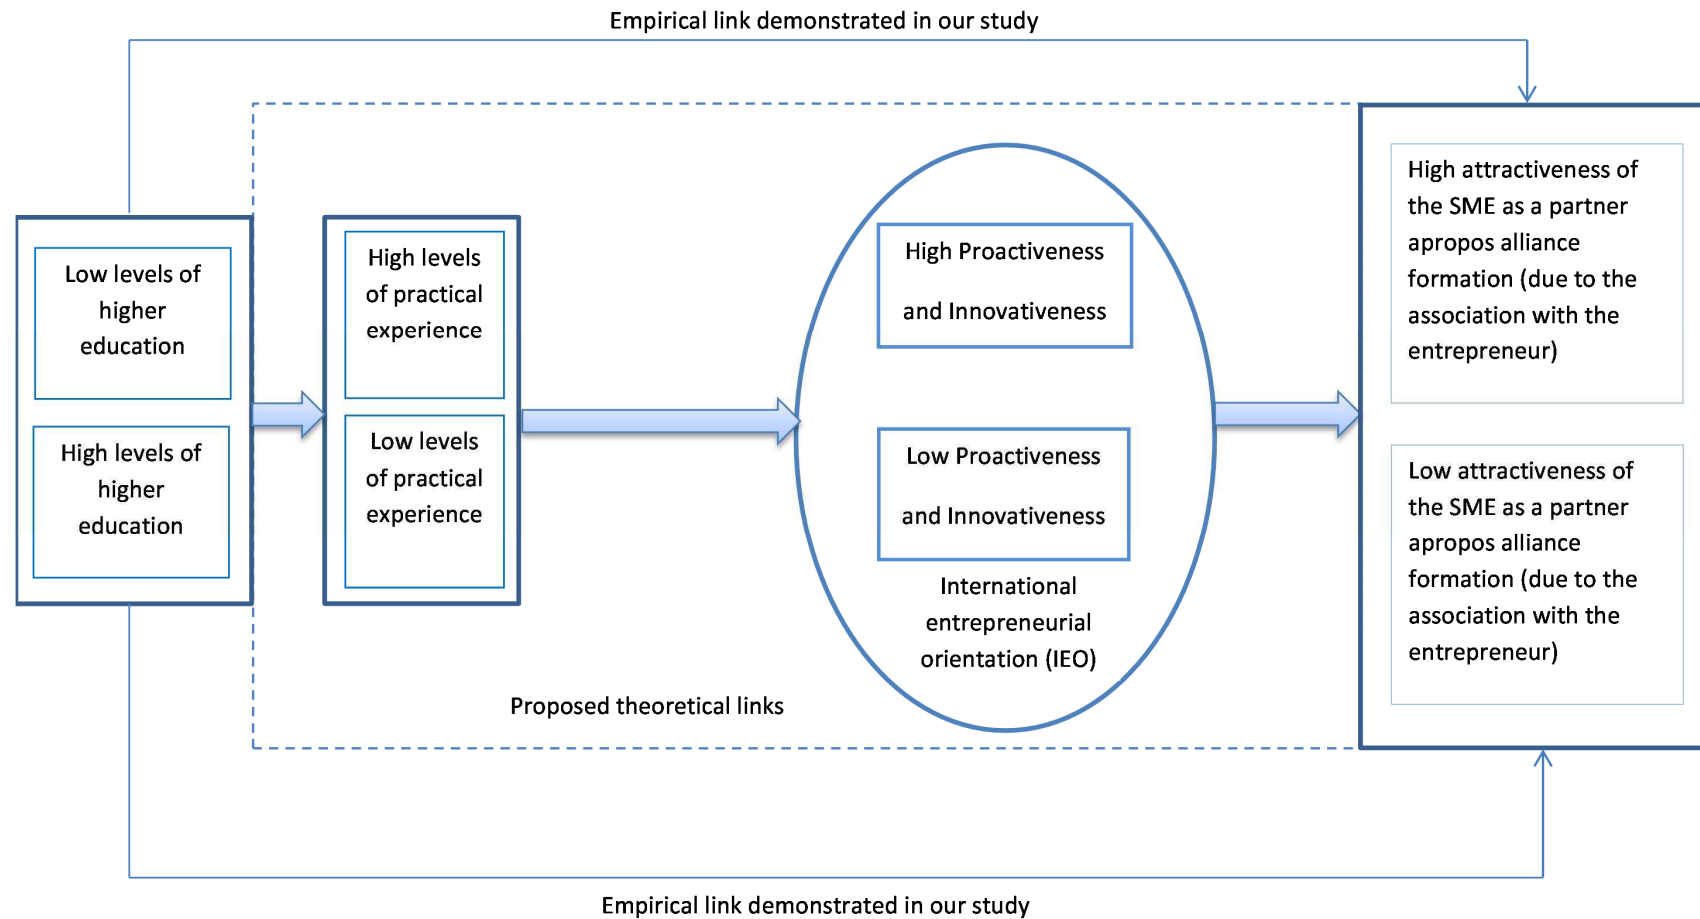 Empirical link demonstrated in our study
Low levels of
higher
education
High levels of
higher
education
High levels
of practical
experience
Low levels
of practical
experience
High Proactiveness
and Innovativeness
Low Proactiveness
and Innovativeness
International
entrepreneurial
orientation (IEO)
Proposed theoretical links
High attractiveness of
the SME as a partner
apropos alliance
formation (due to the
association with the
entrepreneur)
Low attractiveness of
the SME as a partner
apropos alliance
formation (due to the
association with the
entrepreneur)
Empirical link demonstrated in our study